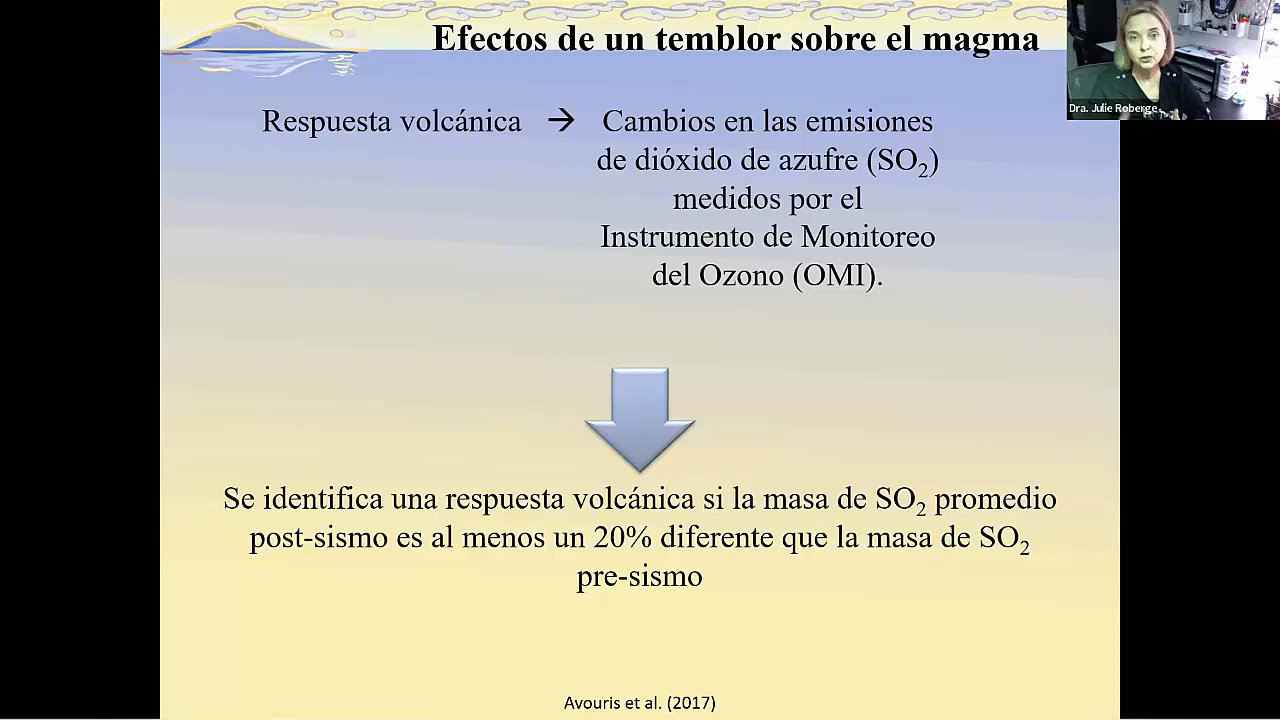 Efectos de un temblor sobre el magma
Dra. Julie Roberge
Respuesta volcánica → Cambios en las emisiones
de dióxido de azufre (SO₂)
medidos por el
Instrumento de Monitoreo
del Ozono (OMI).
Se identifica una respuesta volcánica si la masa de SO₂ promedio
post-sismo es al menos un 20% diferente que la masa de SO₂
pre-sismo
Avouris et al. (2017)